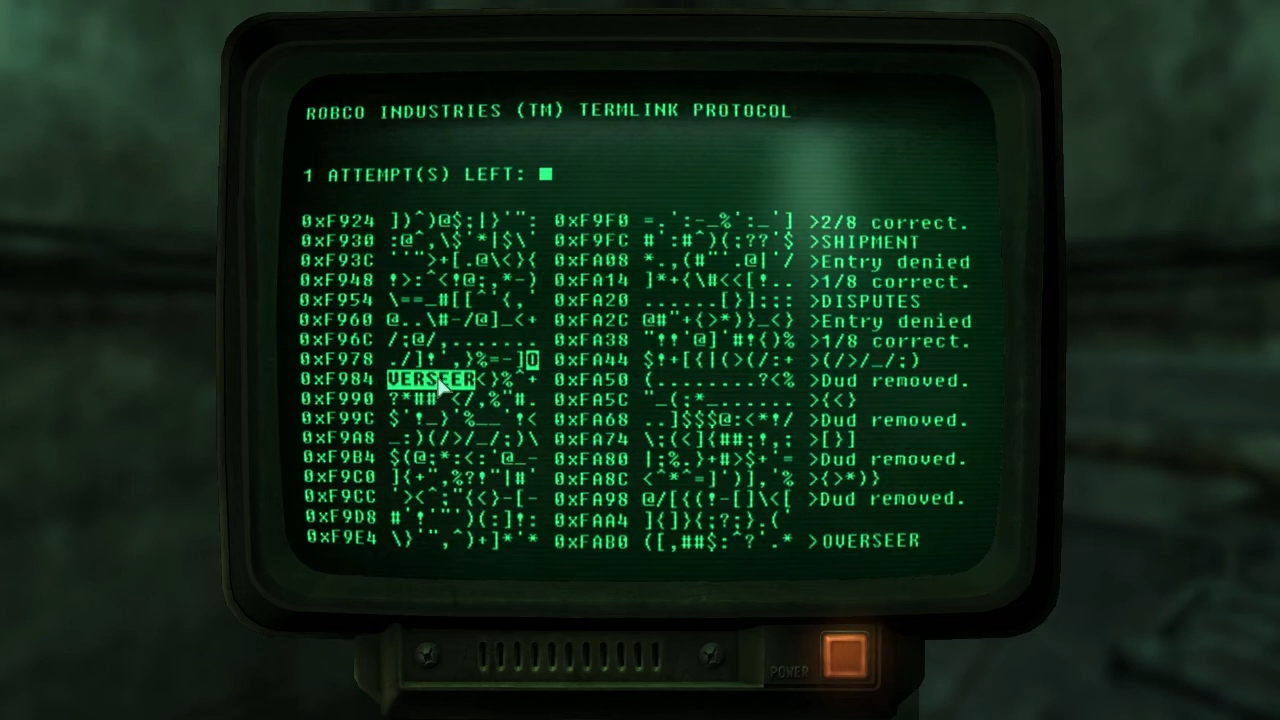 ROBCO INDUSTRIES (TM) TERMLINK PROTOCOL
1 ATTEMPT(S) LEFT:
0xF924 ])^)@$;|}'":
0xF930 :@^,\$'*|$\'
0xF93C ''">+[.@\<}{
0xF948 !>:^<!@;,*-}
0xF954 \==_#[[^'{,'
0xF960 @..\#-/@]_<+
0xF96C /;@/,.......
0xF978 ./]!',}%=-]O
0xF984 VERSEER<}%^+
0xF990 ?*##"</,%"#.
0xF99C $'!_}'%__'!<
0xF9A8 _:)(/>/_/;)\
0xF9B4 $(@;*:<:'@_-
0xF9C0 ]{+",%?!"|#'
0xF9CC '><^;"{<}-[-
0xF9D8 #'!'"')(:]!:
0xF9E4 \}'",^)+]*'*
0xF9F0 =.':-_%':_']
0xF9FC #':#^)(:??'$
0xFA08 *.,(#"'.@|'/
0xFA14 ]*+{\#<<[!..
0xFA20 ......[}]:::
0xFA2C @#"+{>*)}_<}
0xFA38 "!!'@]'#!{)%
0xFA44 $!+[{|(>(/:+
0xFA50 (........?<%
0xFA5C "_(;*_......
0xFA68 ..]$$$@:<*!/
0xFA74 \;(<]{##;!,:
0xFA80 |;%._}+#>$+'=
0xFA8C <^*^=]')],'%
0xFA98 @/[{(!-[]\<[
0xFAA4 ]{]}{;?;}.('
0xFAB0 ([,##$:^?'.*
>2/8 correct.
>SHIPMENT
>Entry denied
>1/8 correct.
>DISPUTES
>Entry denied
>1/8 correct.
>(/>/_/;)
>Dud removed.
>{<}
>Dud removed.
>[}]
>Dud removed.
>{>*)}
>Dud removed.
>OVERSEER
POWER